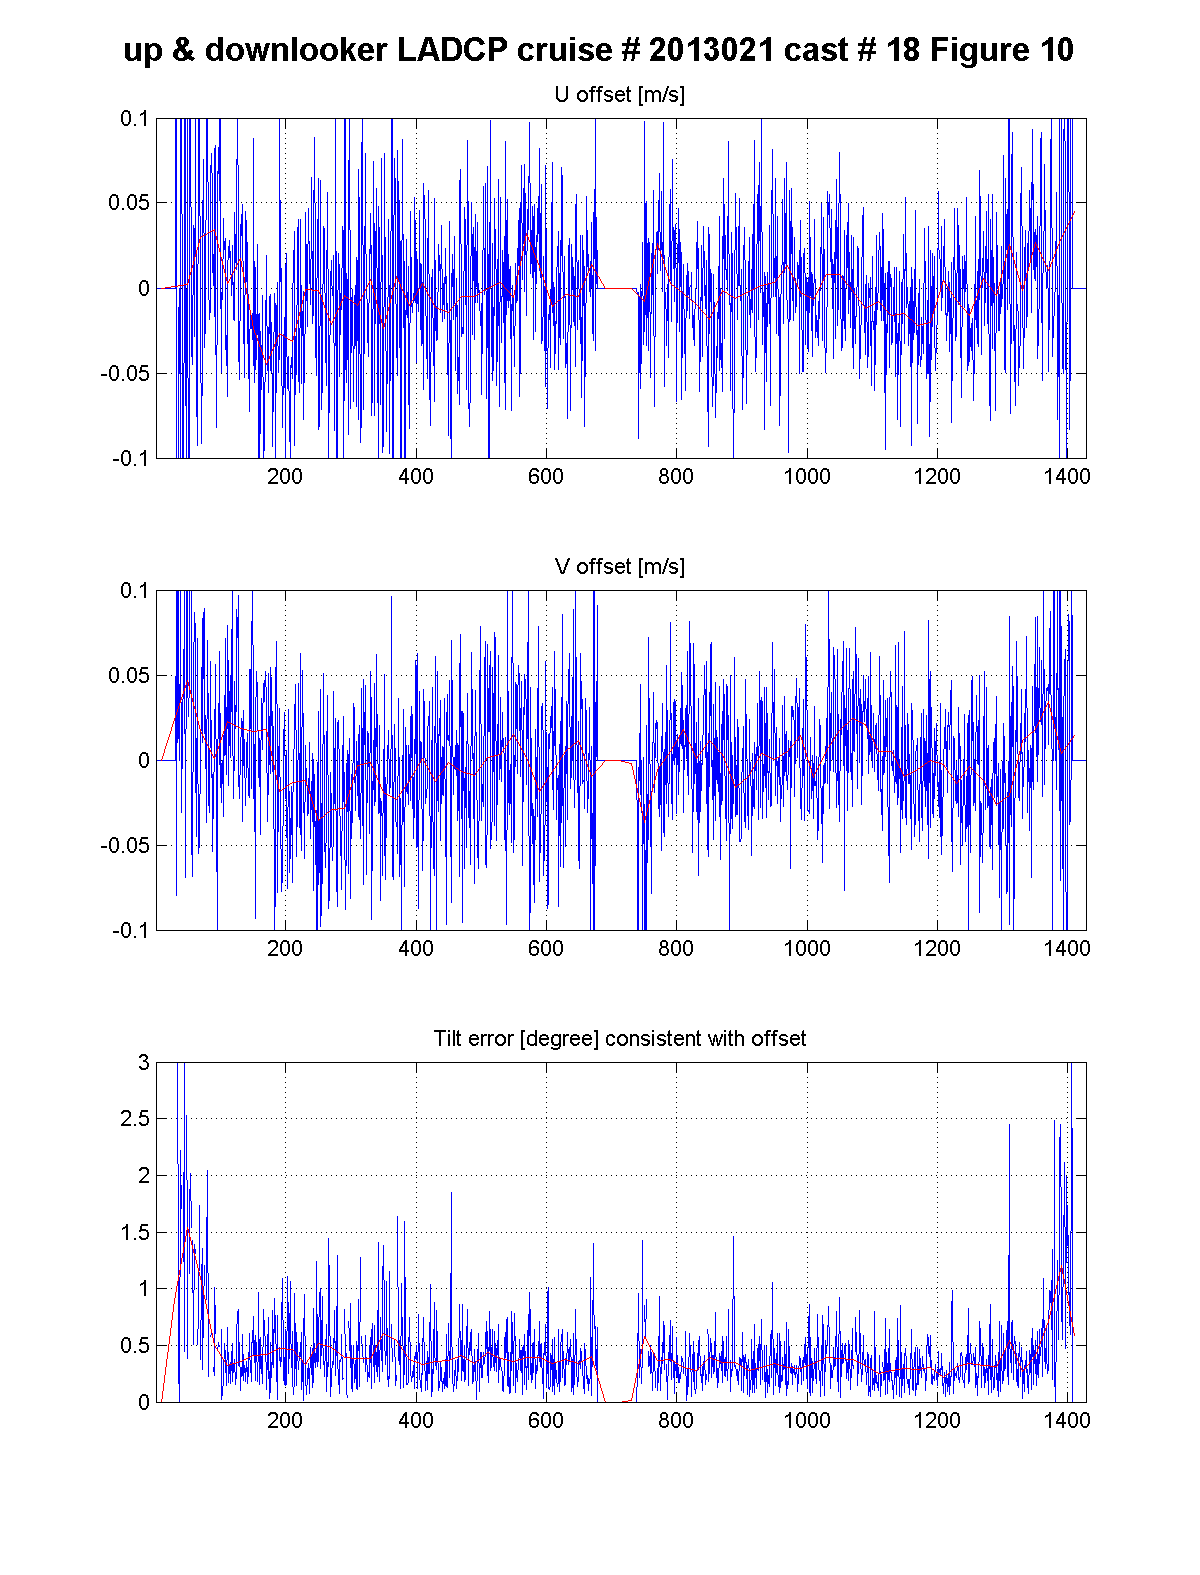 up & downlooker LADCP cruise # 2013021 cast # 18 Figure 10
U offset [m/s]
0.1
0.05
0
-0.05
-0.1
200 400 600 800 1000 1200 1400
V offset [m/s]
0.1
0.05
0
-0.05
-0.1
200 400 600 800 1000 1200 1400
Tilt error [degree] consistent with offset
3
2.5
2
1.5
1
0.5
0
200 400 600 800 1000 1200 1400